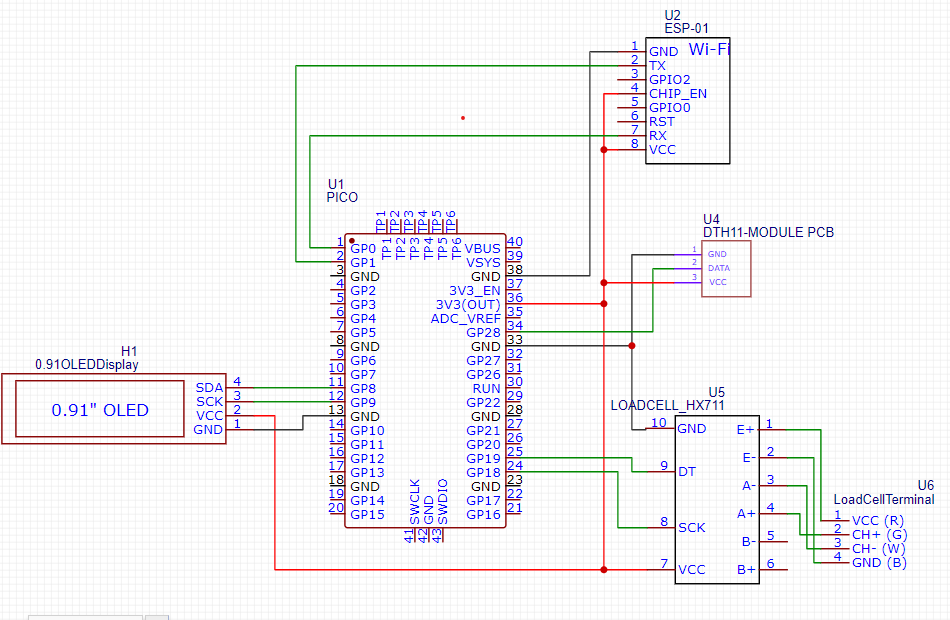 U2
ESP-01
1 GND Wi-Fi
2 TX
3 GPIO2
4 CHIP_EN
5 GPIO0
6 RST
7 RX
8 VCC
U1
PICO
TP1 TP2 TP3 TP4 TP5 TP6
TP1 TP2 TP3 TP4 TP5 TP6
1 GP0 VBUS 40
2 GP1 VSYS 39
3 GND GND 38
4 GP2 3V3_EN 37
5 GP3 3V3(OUT) 36
6 GP4 ADC_VREF 35
7 GP5 GP28 34
8 GND GND 33
9 GP6 GP27 32
10 GP7 GP26 31
11 GP8 RUN 30
12 GP9 GP22 29
13 GND GND 28
14 GP10 GP21 27
15 GP11 GP20 26
16 GP12 GP19 25
17 GP13 GP18 24
18 GND GND 23
19 GP14 GP17 22
20 GP15 GP16 21
SWCLK GND SWDIO
41 42 43
U4
DTH11-MODULE PCB
1 GND
2 DATA
3 VCC
H1
0.91OLEDDisplay
0.91" OLED
SDA 4
SCK 3
VCC 2
GND 1
U5
LOADCELL_HX711
10 GND E+ 1
E- 2
9 DT A- 3
A+ 4
8 SCK B- 5
7 VCC B+ 6
U6
LoadCellTerminal
1 VCC (R)
2 CH+ (G)
3 CH- (W)
4 GND (B)